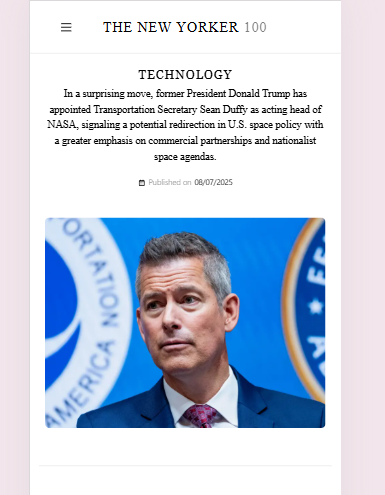 THE NEW YORKER 100
TECHNOLOGY
In a surprising move, former President Donald Trump has
appointed Transportation Secretary Sean Duffy as acting head of
NASA, signaling a potential redirection in U.S. space policy with
a greater emphasis on commercial partnerships and nationalist
space agendas.
Published on 08/07/2025
ORTATION
AMERICA
FE
A